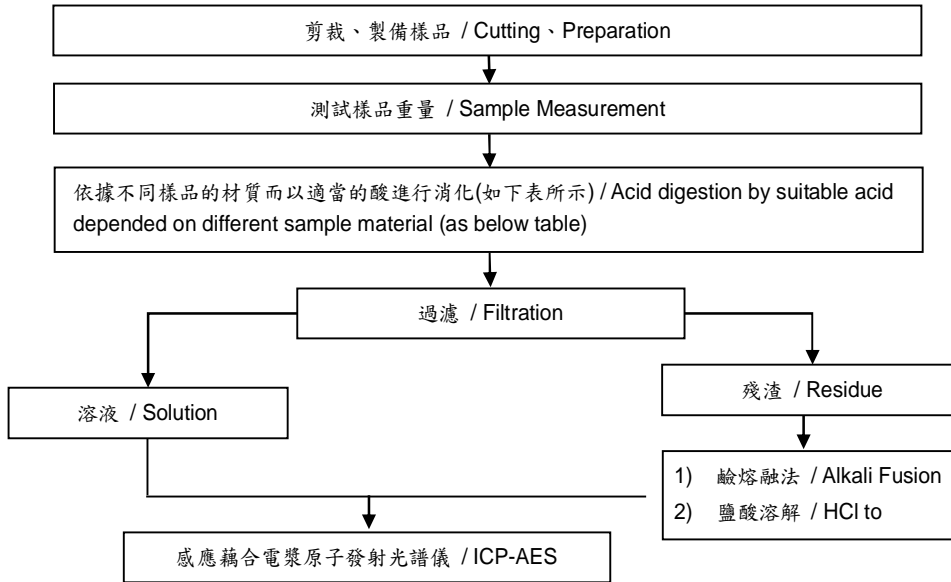 剪裁、製備樣品 / Cutting、Preparation
測試樣品重量 / Sample Measurement
依據不同樣品的材質而以適當的酸進行消化(如下表所示) / Acid digestion by suitable acid
depended on different sample material (as below table)
過濾 / Filtration
溶液 / Solution
殘渣 / Residue
1) 鹼熔融法 / Alkali Fusion
2) 鹽酸溶解 / HCl to
感應藕合電漿原子發射光譜儀 / ICP-AES